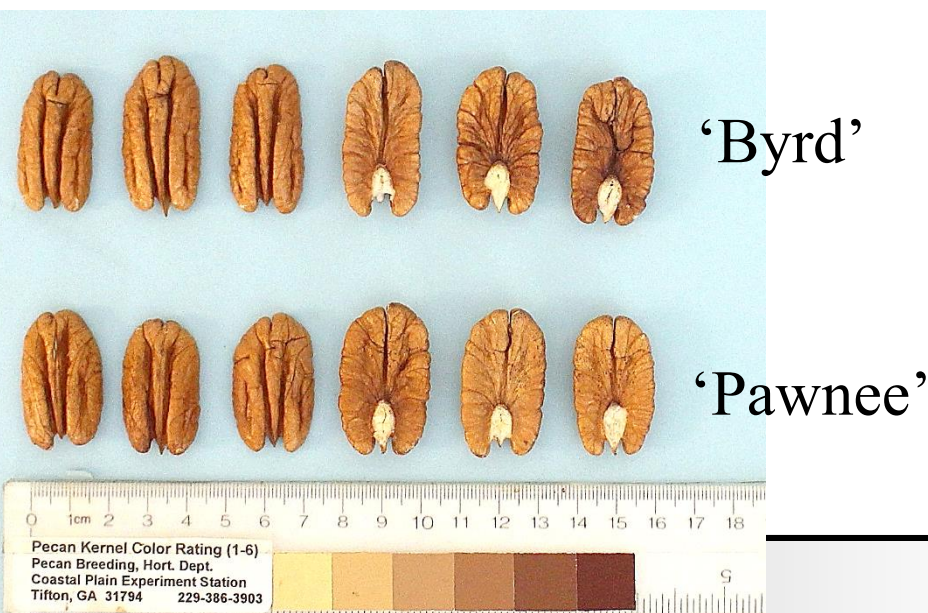 ‘Byrd’
‘Pawnee’
0 1cm 2 3 4 5 6 7 8 9 10 11 12 13 14 15 16 17 18
Pecan Kernel Color Rating (1-6)
Pecan Breeding, Hort. Dept.
Coastal Plain Experiment Station
Tifton, GA 31794 229-386-3903
9